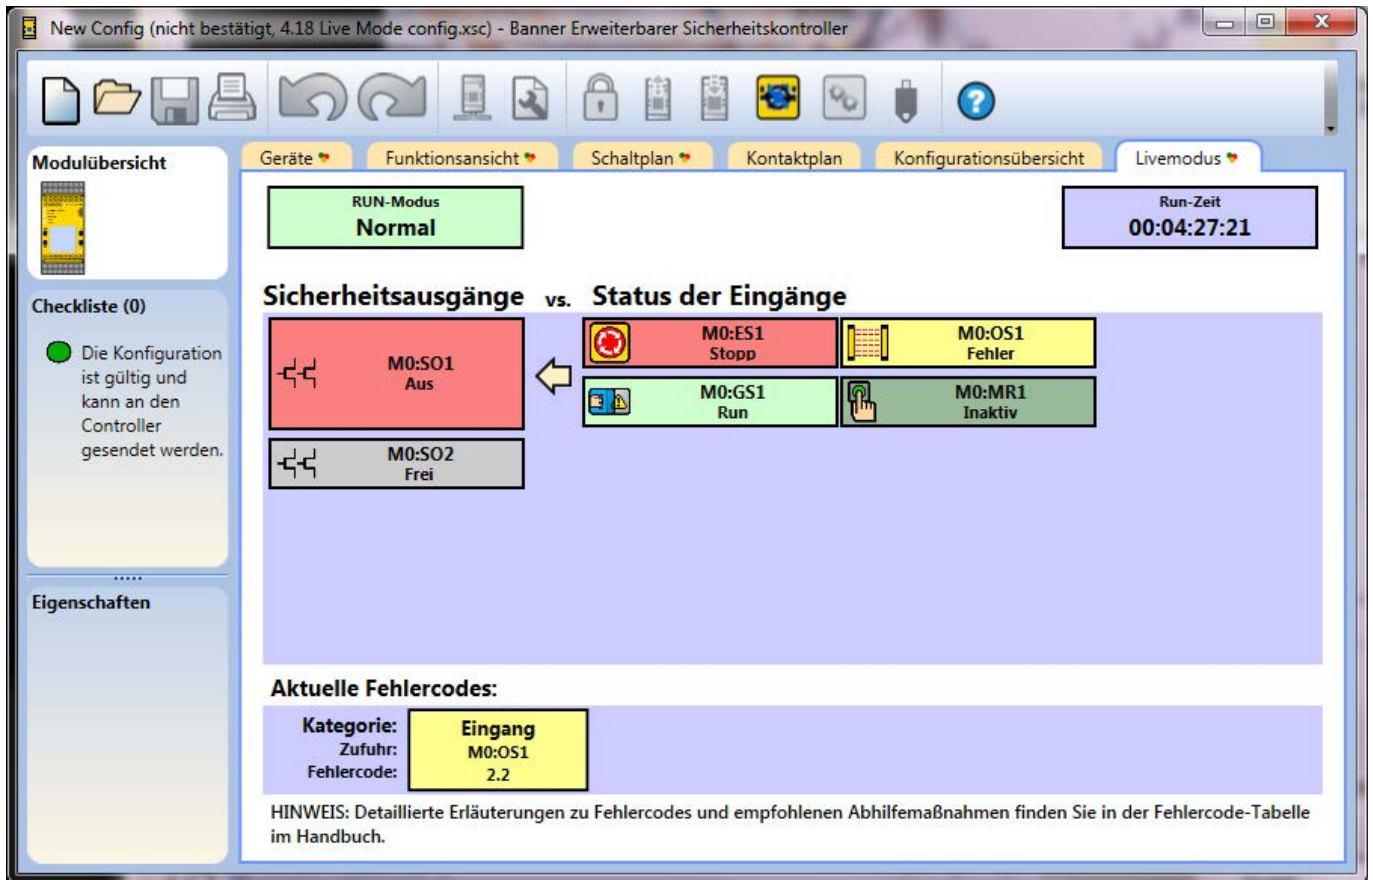 New Config (nicht bestätigt, 4.18 Live Mode config.xsc) - Banner Erweiterbarer Sicherheitskontroller
Geräte
Funktionsansicht
Schaltplan
Kontaktplan
Konfigurationsübersicht
Livemodus
Modulübersicht
Checkliste (0)
Die Konfiguration
ist gültig und
kann an den
Controller
gesendet werden.
Eigenschaften
RUN-Modus
Normal
Run-Zeit
00:04:27:21
Sicherheitsausgänge vs. Status der Eingänge
M0:SO1
Aus
M0:ES1
Stopp
M0:OS1
Fehler
M0:GS1
Run
M0:MR1
Inaktiv
M0:SO2
Frei
Aktuelle Fehlercodes:
Kategorie: Eingang
Zufuhr: M0:OS1
Fehlercode: 2.2
HINWEIS: Detaillierte Erläuterungen zu Fehlercodes und empfohlenen Abhilfemaßnahmen finden Sie in der Fehlercode-Tabelle
im Handbuch.